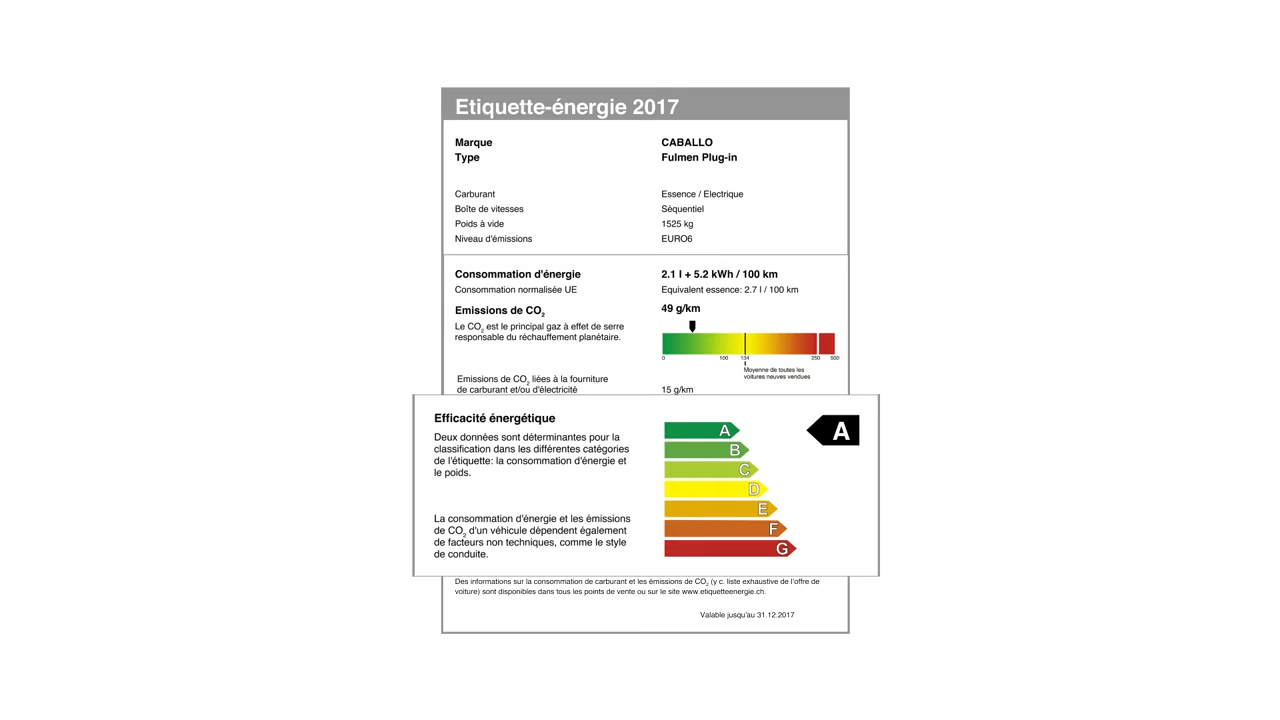 Etiquette-énergie 2017
Marque CABALLO
Type Fulmen Plug-in
Carburant Essence / Electrique
Boîte de vitesses Séquentiel
Poids à vide 1525 kg
Niveau d'émissions EURO6
Consommation d'énergie 2.1 l + 5.2 kWh / 100 km
Consommation normalisée UE Equivalent essence: 2.7 l / 100 km
Emissions de CO₂ 49 g/km
Le CO₂ est le principal gaz à effet de serre
responsable du réchauffement planétaire.
0 100 134 250 500
Moyenne de toutes les
voitures neuves vendues
Emissions de CO₂ liées à la fourniture
de carburant et/ou d'électricité 15 g/km
Efficacité énergétique
Deux données sont déterminantes pour la
classification dans les différentes catégories
de l'étiquette: la consommation d'énergie et
le poids.
La consommation d'énergie et les émissions
de CO₂ d'un véhicule dépendent également
de facteurs non techniques, comme le style
de conduite.
A
B
C
D
E
F
G
A
Des informations sur la consommation de carburant et les émissions de CO₂ (y c. liste exhaustive de l'offre de
voiture) sont disponibles dans tous les points de vente ou sur le site www.etiquetteenergie.ch.
Valable jusqu'au 31.12.2017